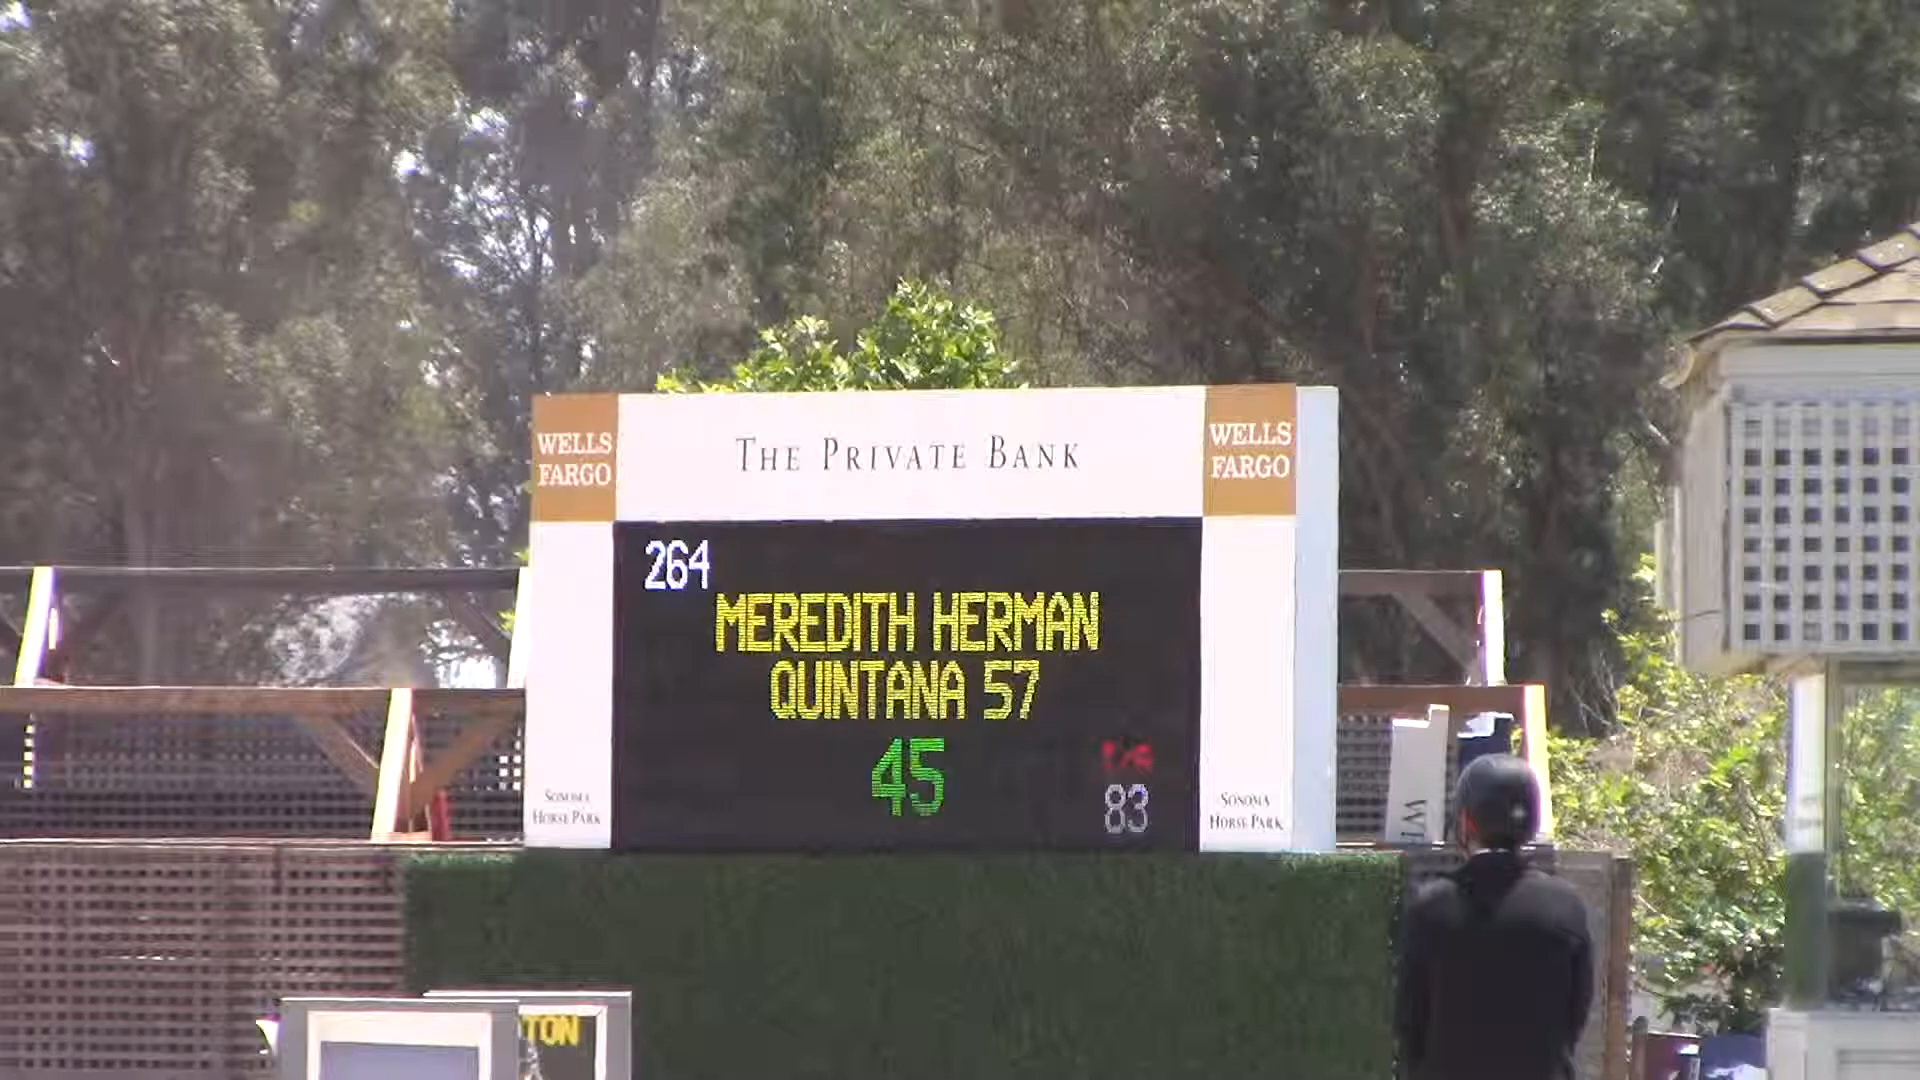 WELLS
FARGO
THE PRIVATE BANK
WELLS
FARGO
264
MEREDITH HERMAN
QUINTANA 57
45
83
SONOMA
HORSE PARK
SONOMA
HORSE PARK
TON